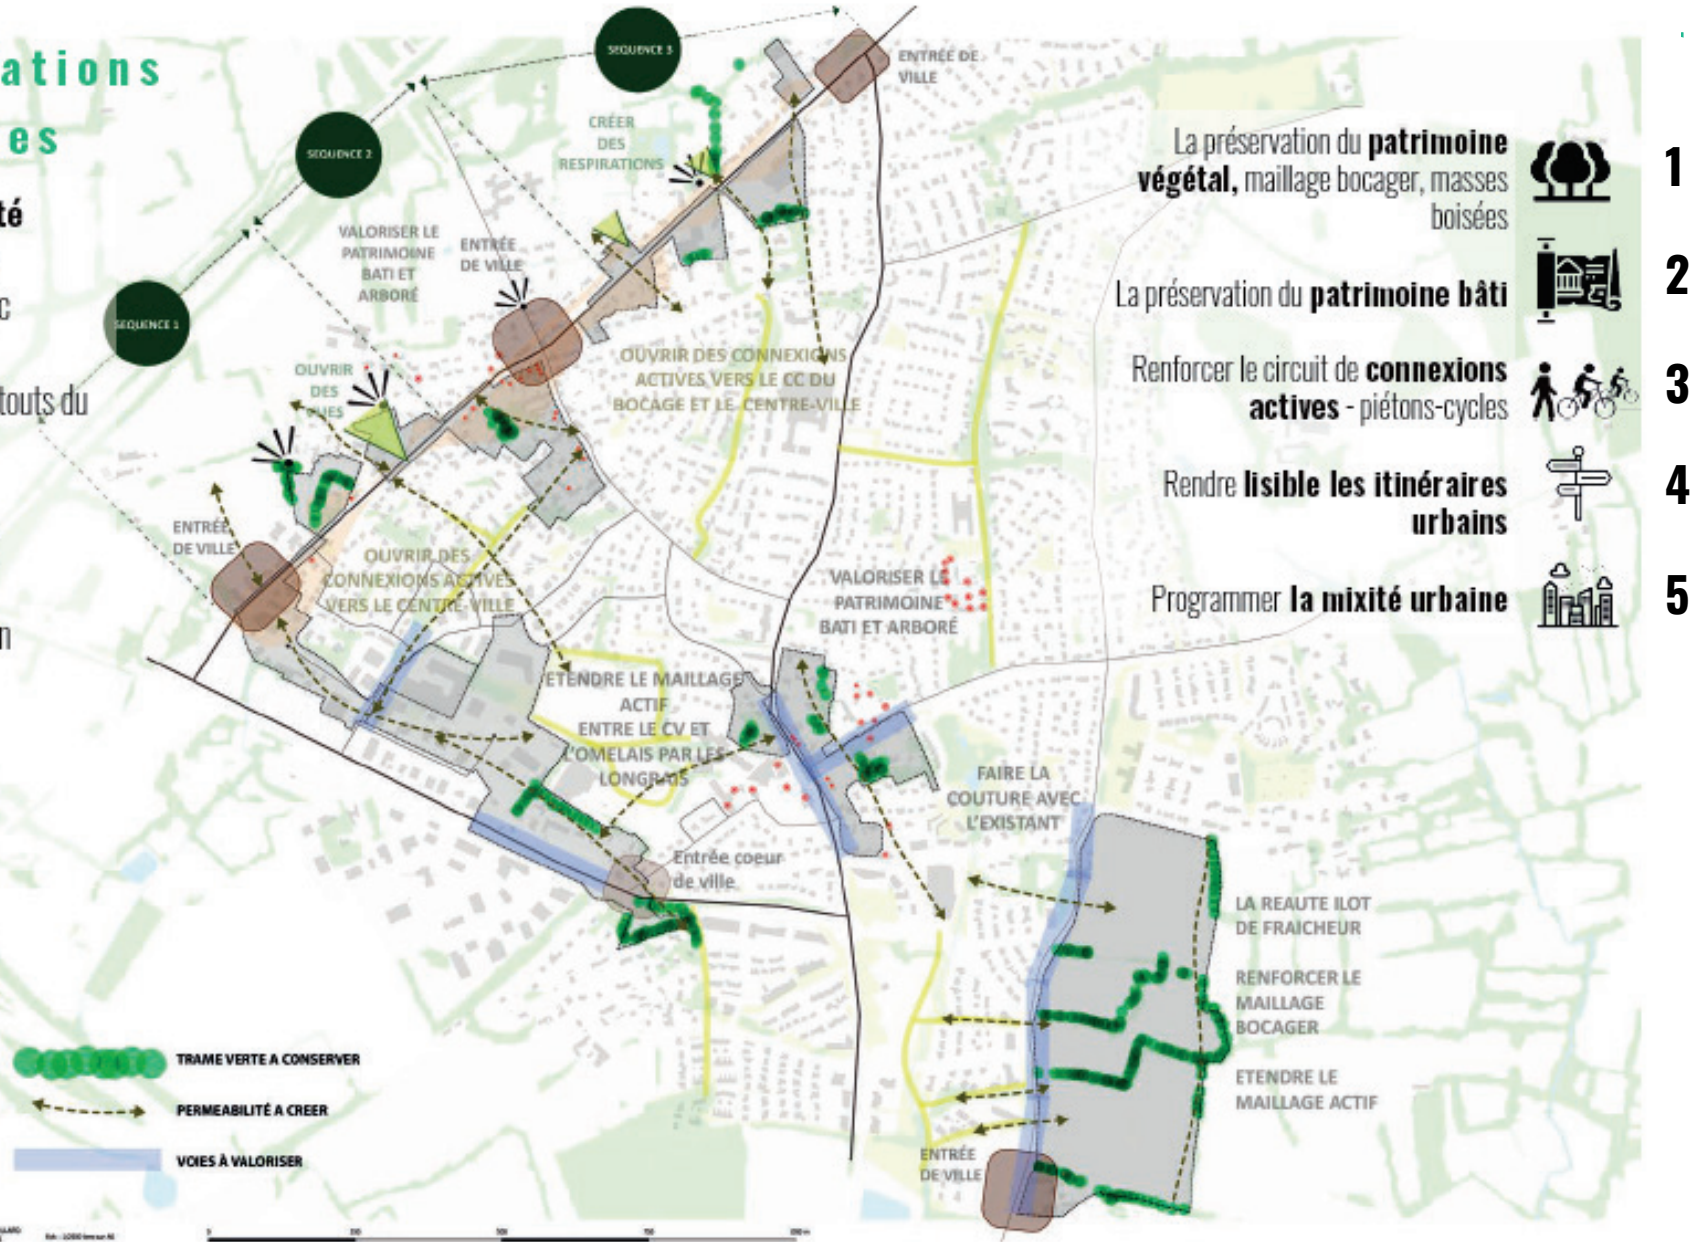 ations
es
té
c
touts du
n
SEQUENCE 3
SEQUENCE 2
SEQUENCE 1
ENTRÉE DE
VILLE
CRÉER
DES
RESPIRATIONS
VALORISER LE
PATRIMOINE
BATI ET
ARBORÉ
ENTRÉE
DE VILLE
OUVRIR
DES
VUES
OUVRIR DES CONNEXIONS
ACTIVES VERS LE CC DU
BOCAGE ET LE CENTRE-VILLE
ENTRÉE
DE VILLE
OUVRIR DES
CONNEXIONS ACTIVES
VERS LE CENTRE-VILLE
VALORISER LE
PATRIMOINE
BATI ET ARBORÉ
ETENDRE LE MAILLAGE
ACTIF
ENTRE LE CV ET
L'OMELAIS PAR LES
LONGRAIS
FAIRE LA
COUTURE AVEC
L'EXISTANT
Entrée coeur
de ville
LA REAUTE ILOT
DE FRAICHEUR
RENFORCER LE
MAILLAGE
BOCAGER
ETENDRE LE
MAILLAGE ACTIF
ENTRÉE
DE VILLE
La préservation du patrimoine
végétal, maillage bocager, masses
boisées
1
La préservation du patrimoine bâti
2
Renforcer le circuit de connexions
actives - piétons-cycles
3
Rendre lisible les itinéraires
urbains
4
Programmer la mixité urbaine
5
TRAME VERTE A CONSERVER
PERMEABILITÉ A CREER
VOIES À VALORISER